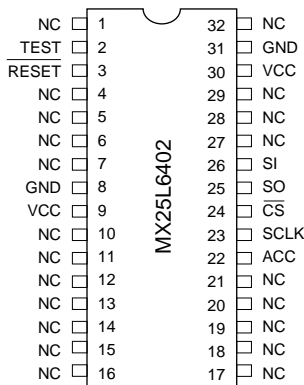 NC 1 32 NC
TEST 2 31 GND
RESET 3 30 VCC
NC 4 29 NC
NC 5 28 NC
NC 6 27 NC
NC 7 26 SI
GND 8 25 SO
VCC 9 24 CS
NC 10 23 SCLK
NC 11 22 ACC
NC 12 21 NC
NC 13 20 NC
NC 14 19 NC
NC 15 18 NC
NC 16 17 NC
MX25L6402